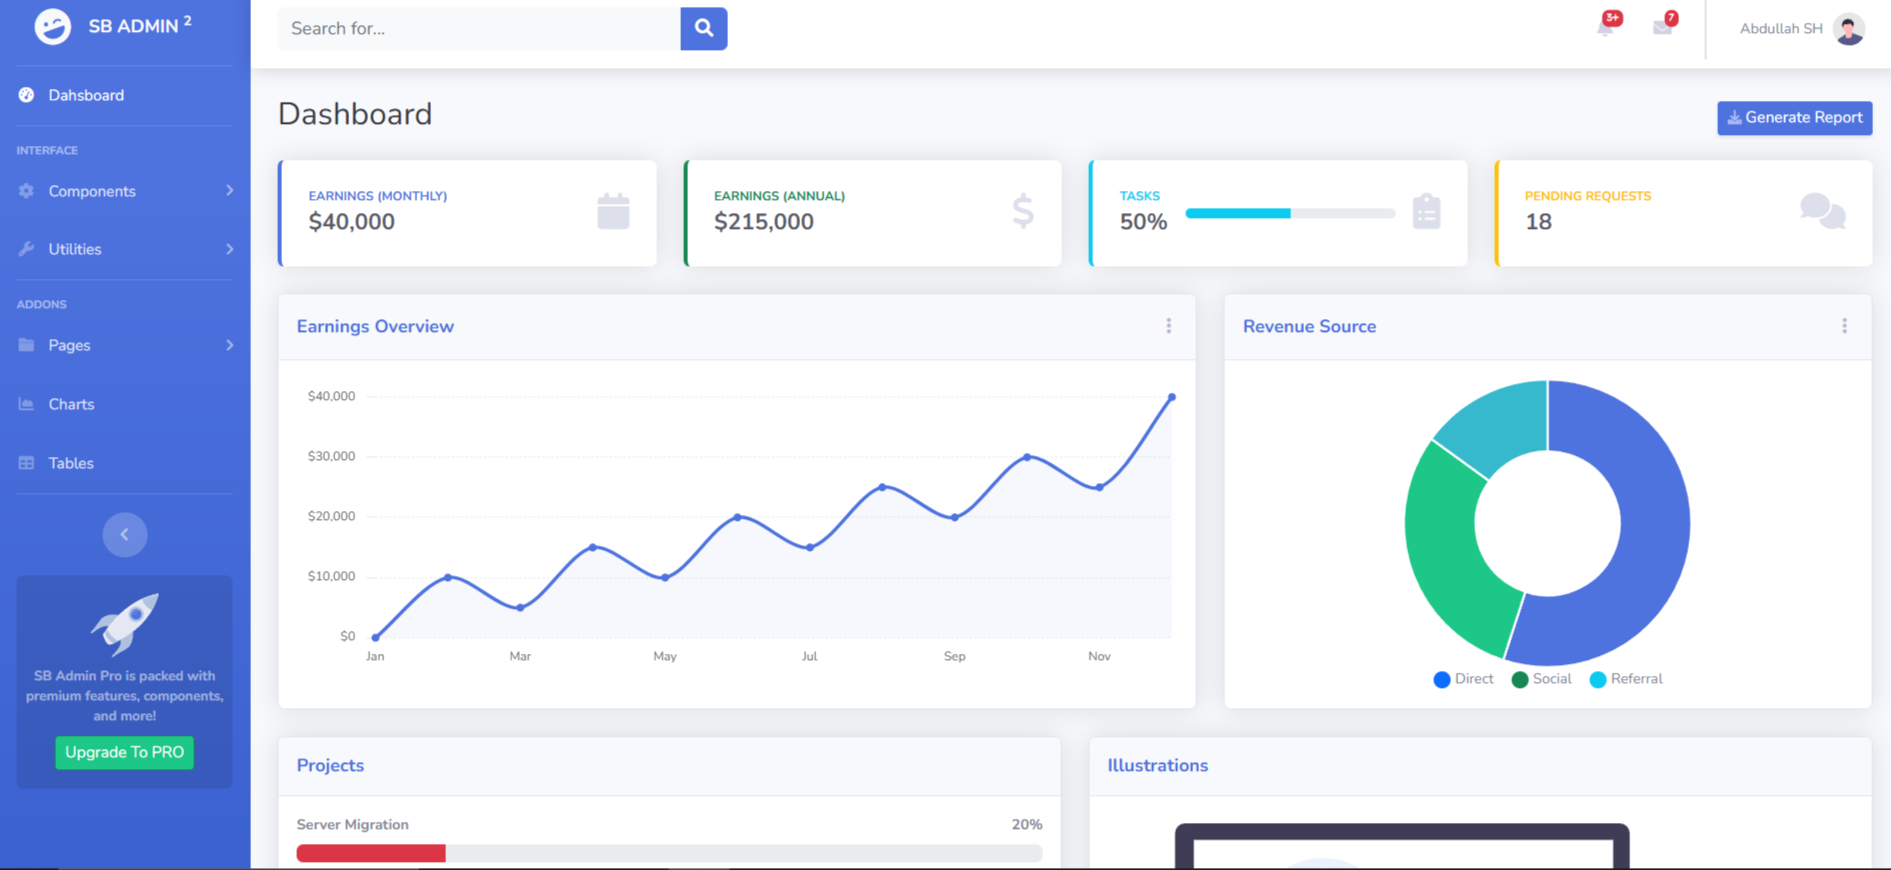 SB ADMIN 2
Search for...
3+
7
Abdullah SH
Dahsboard
INTERFACE
Components
Utilities
ADDONS
Pages
Charts
Tables
SB Admin Pro is packed with
premium features, components,
and more!
Upgrade To PRO
Dashboard
Generate Report
EARNINGS (MONTHLY)
$40,000
EARNINGS (ANNUAL)
$215,000
TASKS
50%
PENDING REQUESTS
18
Earnings Overview
$40,000
$30,000
$20,000
$10,000
$0
Jan Mar May Jul Sep Nov
Revenue Source
Direct Social Referral
Projects
Server Migration 20%
Illustrations